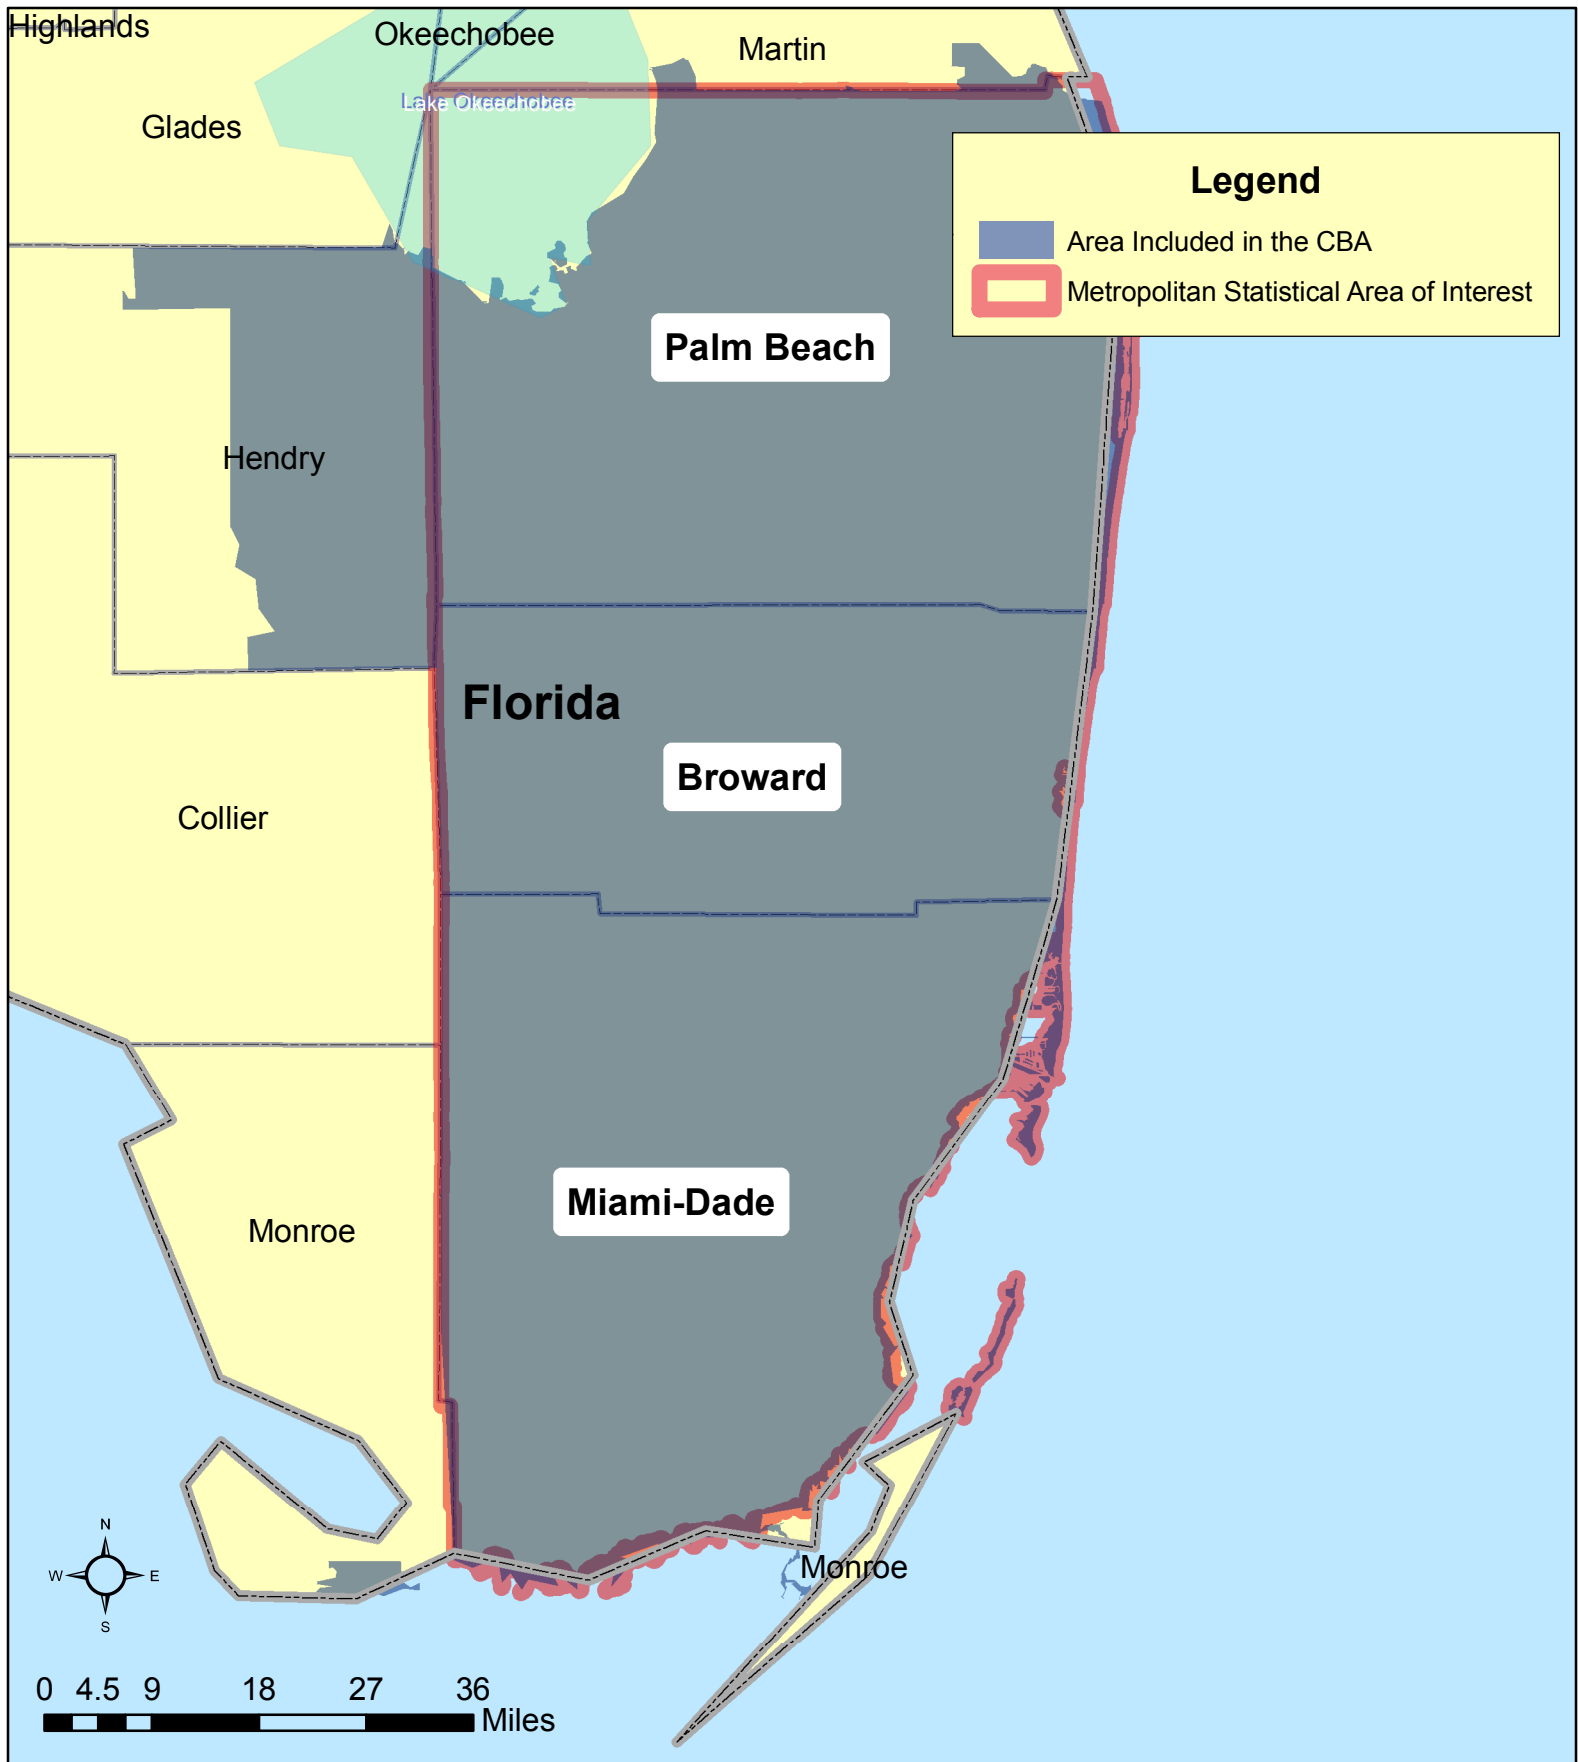 Highlands
Okeechobee
Martin
Lake Okeechobee
Glades
Legend
Area Included in the CBA
Metropolitan Statistical Area of Interest
Palm Beach
Hendry
Florida
Broward
Collier
Miami-Dade
Monroe
N
W E
S
Monroe
0 4.5 9 18 27 36
Miles